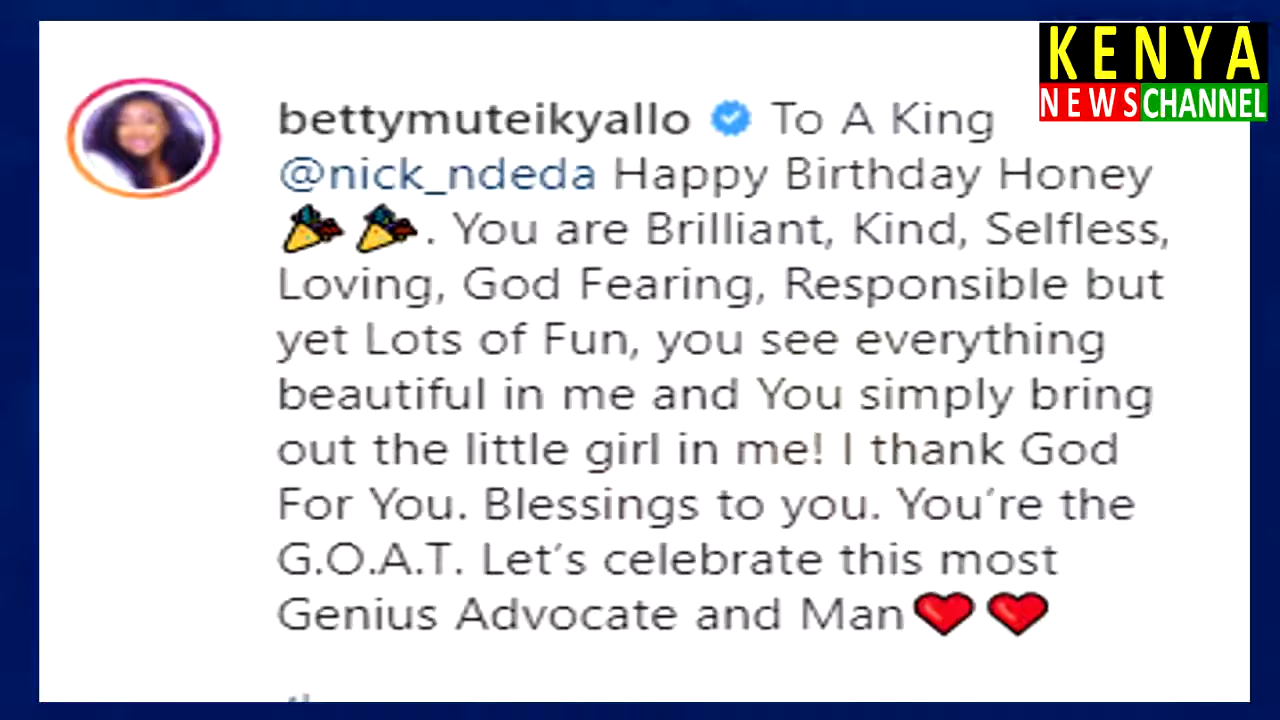 KENYA
NEWS CHANNEL
bettymuteikyallo To A King
@nick_ndeda Happy Birthday Honey
🎉🎉. You are Brilliant, Kind, Selfless,
Loving, God Fearing, Responsible but
yet Lots of Fun, you see everything
beautiful in me and You simply bring
out the little girl in me! I thank God
For You. Blessings to you. You’re the
G.O.A.T. Let’s celebrate this most
Genius Advocate and Man❤️❤️